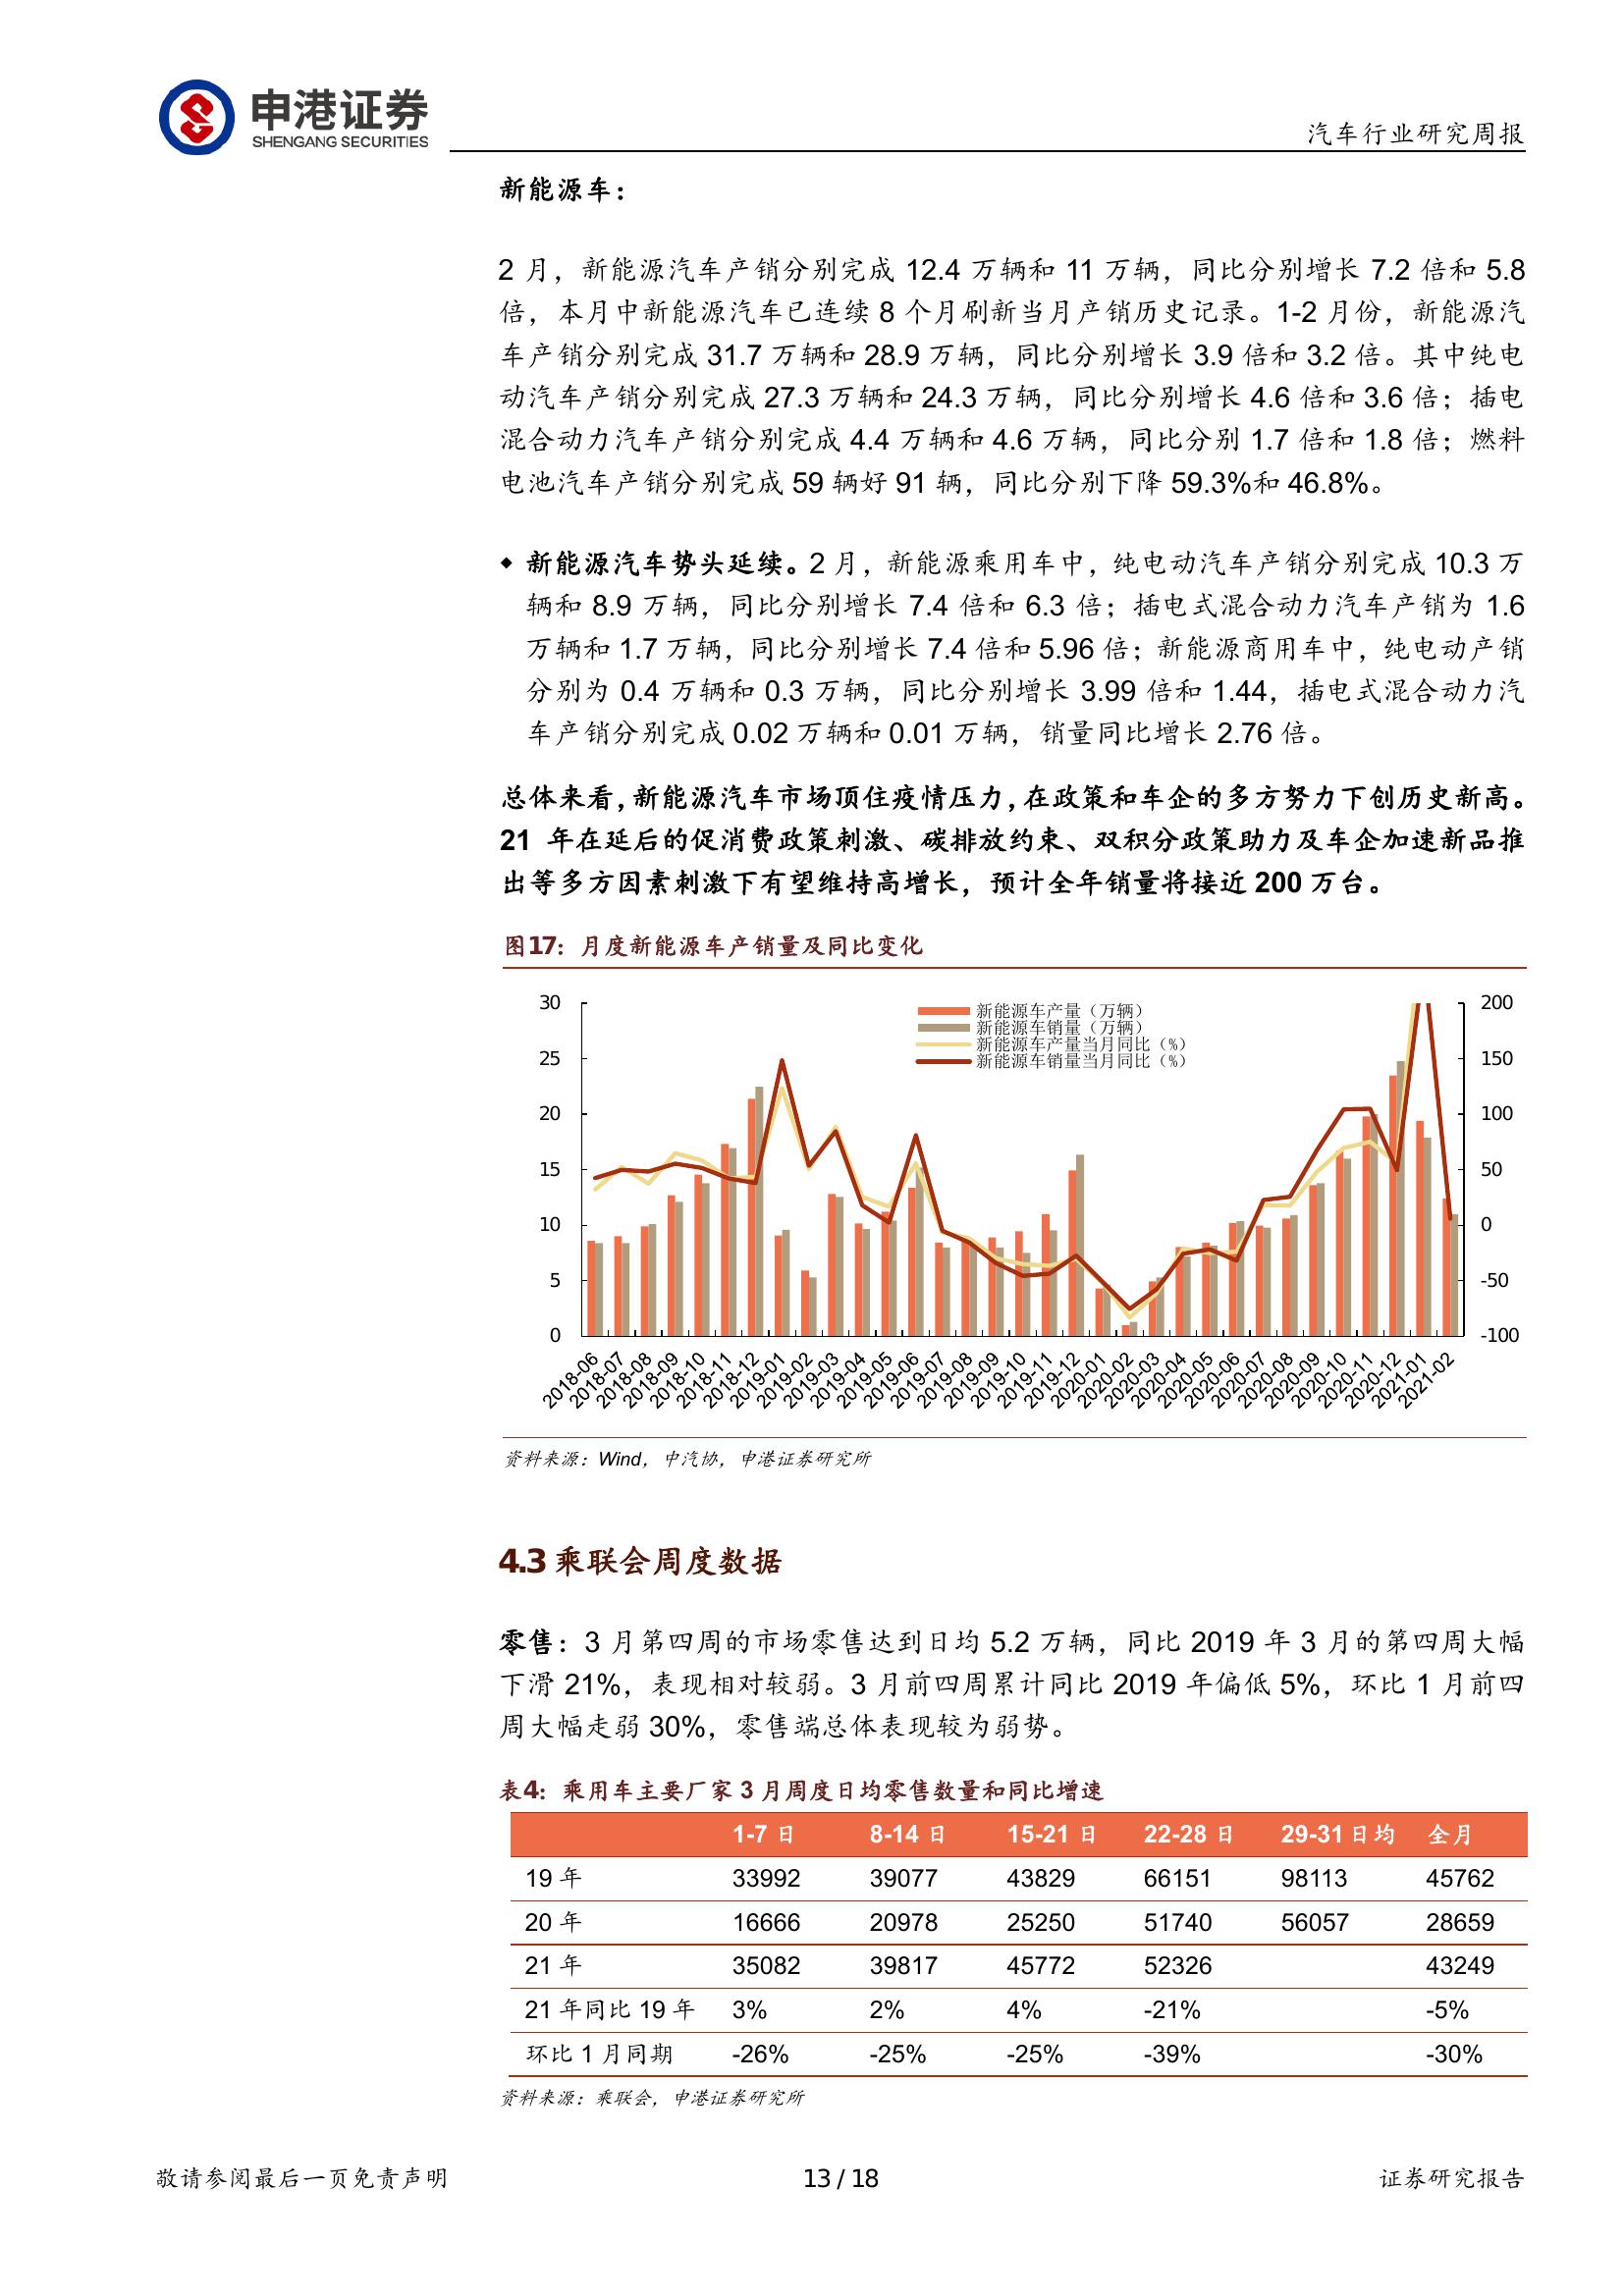 申港证券
SHENGANG SECURITIES
汽车行业研究周报
新能源车：
2 月，新能源汽车产销分别完成 12.4 万辆和 11 万辆，同比分别增长 7.2 倍和 5.8
倍，本月中新能源汽车已连续 8 个月刷新当月产销历史记录。1-2 月份，新能源汽
车产销分别完成 31.7 万辆和 28.9 万辆，同比分别增长 3.9 倍和 3.2 倍。其中纯电
动汽车产销分别完成 27.3 万辆和 24.3 万辆，同比分别增长 4.6 倍和 3.6 倍；插电
混合动力汽车产销分别完成 4.4 万辆和 4.6 万辆，同比分别 1.7 倍和 1.8 倍；燃料
电池汽车产销分别完成 59 辆好 91 辆，同比分别下降 59.3%和 46.8%。
◆ 新能源汽车势头延续。2 月，新能源乘用车中，纯电动汽车产销分别完成 10.3 万
辆和 8.9 万辆，同比分别增长 7.4 倍和 6.3 倍；插电式混合动力汽车产销为 1.6
万辆和 1.7 万辆，同比分别增长 7.4 倍和 5.96 倍；新能源商用车中，纯电动产销
分别为 0.4 万辆和 0.3 万辆，同比分别增长 3.99 倍和 1.44，插电式混合动力汽
车产销分别完成 0.02 万辆和 0.01 万辆，销量同比增长 2.76 倍。
总体来看，新能源汽车市场顶住疫情压力，在政策和车企的多方努力下创历史新高。
21 年在延后的促消费政策刺激、碳排放约束、双积分政策助力及车企加速新品推
出等多方因素刺激下有望维持高增长，预计全年销量将接近 200 万台。
图17：月度新能源车产销量及同比变化
新能源车产量（万辆）
新能源车销量（万辆）
新能源车产量当月同比（%）
新能源车销量当月同比（%）
30
25
20
15
10
5
0
200
150
100
50
0
-50
-100
2018-06 2018-07 2018-08 2018-09 2018-10 2018-11 2018-12 2019-01 2019-02 2019-03 2019-04 2019-05 2019-06 2019-07 2019-08 2019-09 2019-10 2019-11 2019-12 2020-01 2020-02 2020-03 2020-04 2020-05 2020-06 2020-07 2020-08 2020-09 2020-10 2020-11 2020-12 2021-01 2021-02
资料来源：Wind，中汽协，申港证券研究所
4.3 乘联会周度数据
零售：3 月第四周的市场零售达到日均 5.2 万辆，同比 2019 年 3 月的第四周大幅
下滑 21%，表现相对较弱。3 月前四周累计同比 2019 年偏低 5%，环比 1 月前四
周大幅走弱 30%，零售端总体表现较为弱势。
表4：乘用车主要厂家 3 月周度日均零售数量和同比增速
1-7 日 8-14 日 15-21 日 22-28 日 29-31 日均 全月
19 年 33992 39077 43829 66151 98113 45762
20 年 16666 20978 25250 51740 56057 28659
21 年 35082 39817 45772 52326 43249
21 年同比 19 年 3% 2% 4% -21% -5%
环比 1 月同期 -26% -25% -25% -39% -30%
资料来源：乘联会，申港证券研究所
敬请参阅最后一页免责声明
13 / 18
证券研究报告